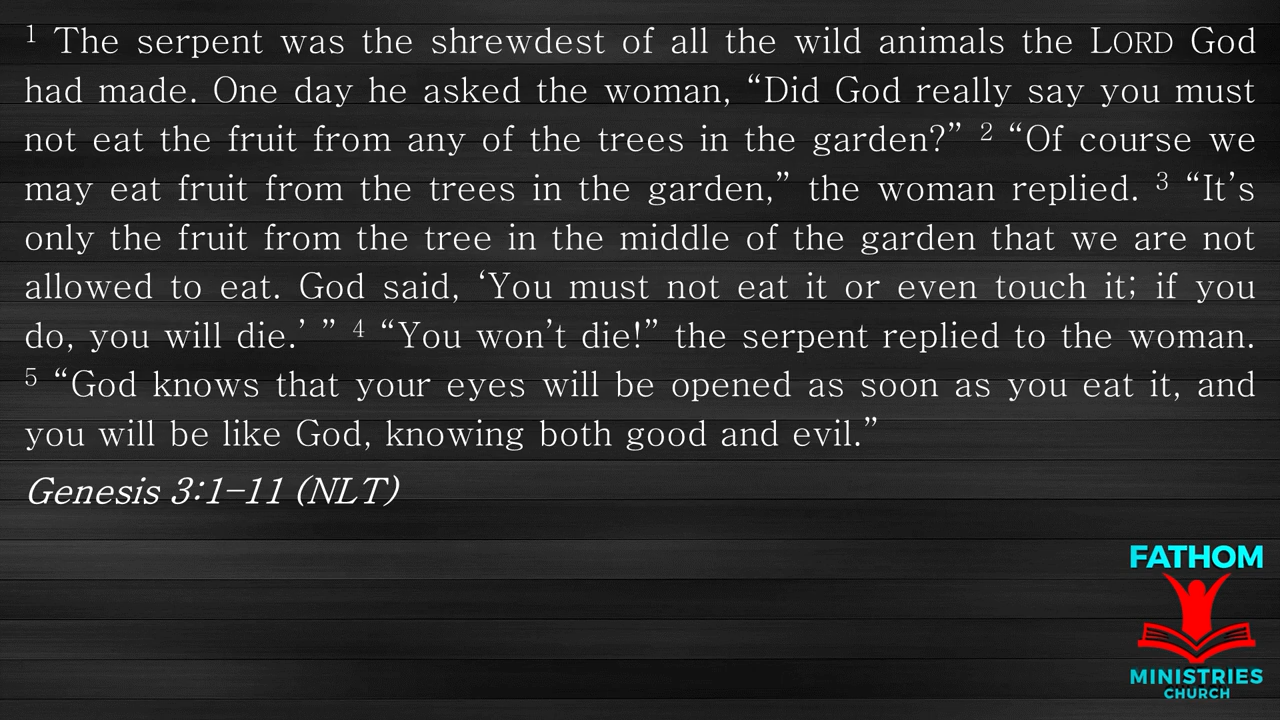 ¹ The serpent was the shrewdest of all the wild animals the LORD God
had made. One day he asked the woman, “Did God really say you must
not eat the fruit from any of the trees in the garden?” ² “Of course we
may eat fruit from the trees in the garden,” the woman replied. ³ “It’s
only the fruit from the tree in the middle of the garden that we are not
allowed to eat. God said, ‘You must not eat it or even touch it; if you
do, you will die.’ ” ⁴ “You won’t die!” the serpent replied to the woman.
⁵ “God knows that your eyes will be opened as soon as you eat it, and
you will be like God, knowing both good and evil.”
Genesis 3:1–11 (NLT)
FATHOM
MINISTRIES
CHURCH